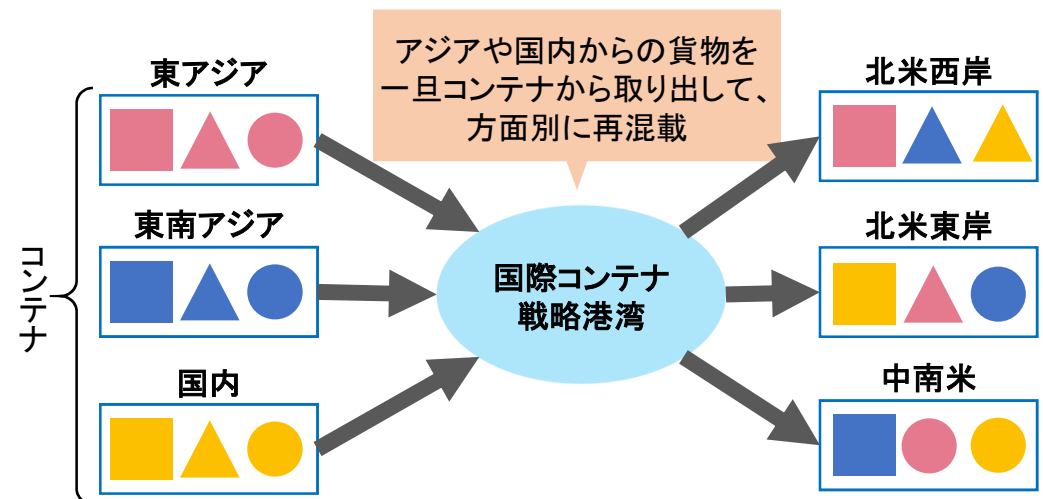 アジアや国内からの貨物を
一旦コンテナから取り出して、
方面別に再混載
コンテナ
東アジア
東南アジア
国内
国際コンテナ
戦略港湾
北米西岸
北米東岸
中南米